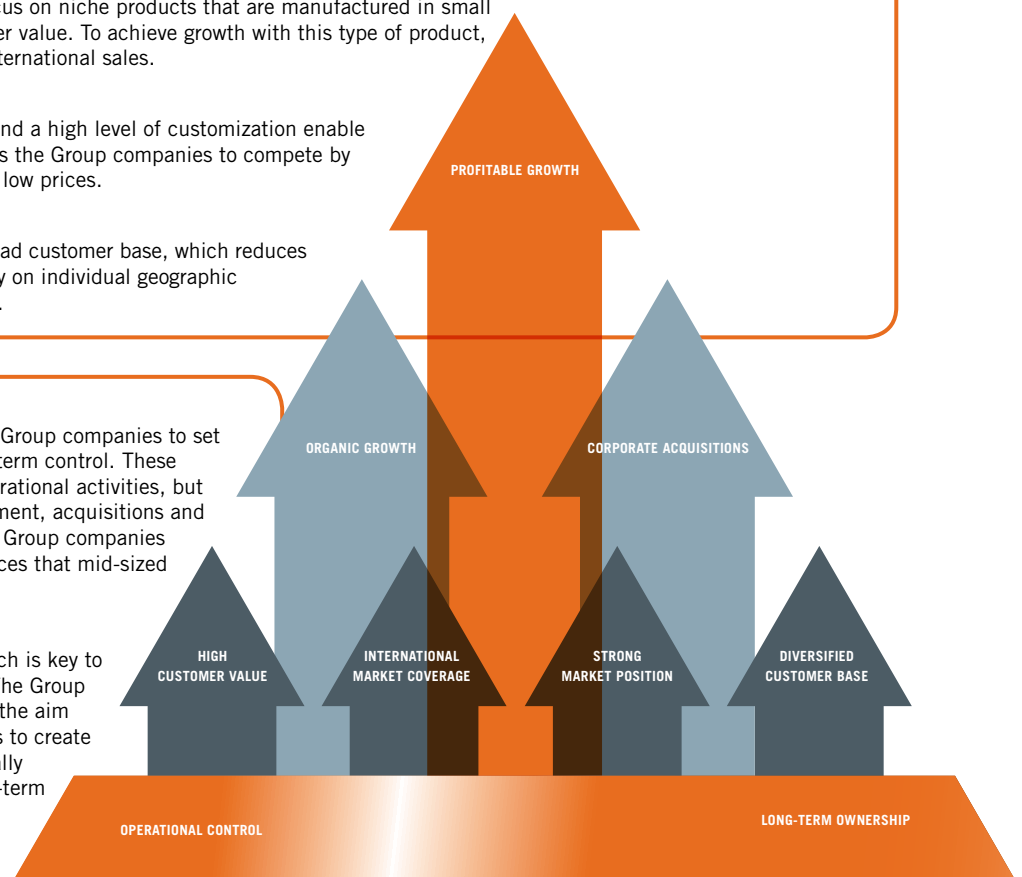 cus on niche products that are manufactured in small
er value. To achieve growth with this type of product,
ternational sales.
nd a high level of customization enable
s the Group companies to compete by
low prices.
ad customer base, which reduces
y on individual geographic
.
Group companies to set
term control. These
rational activities, but
ment, acquisitions and
Group companies
ces that mid-sized
ch is key to
he Group
the aim
s to create
ally
-term
PROFITABLE GROWTH
ORGANIC GROWTH
CORPORATE ACQUISITIONS
HIGH
CUSTOMER VALUE
INTERNATIONAL
MARKET COVERAGE
STRONG
MARKET POSITION
DIVERSIFIED
CUSTOMER BASE
OPERATIONAL CONTROL
LONG-TERM OWNERSHIP